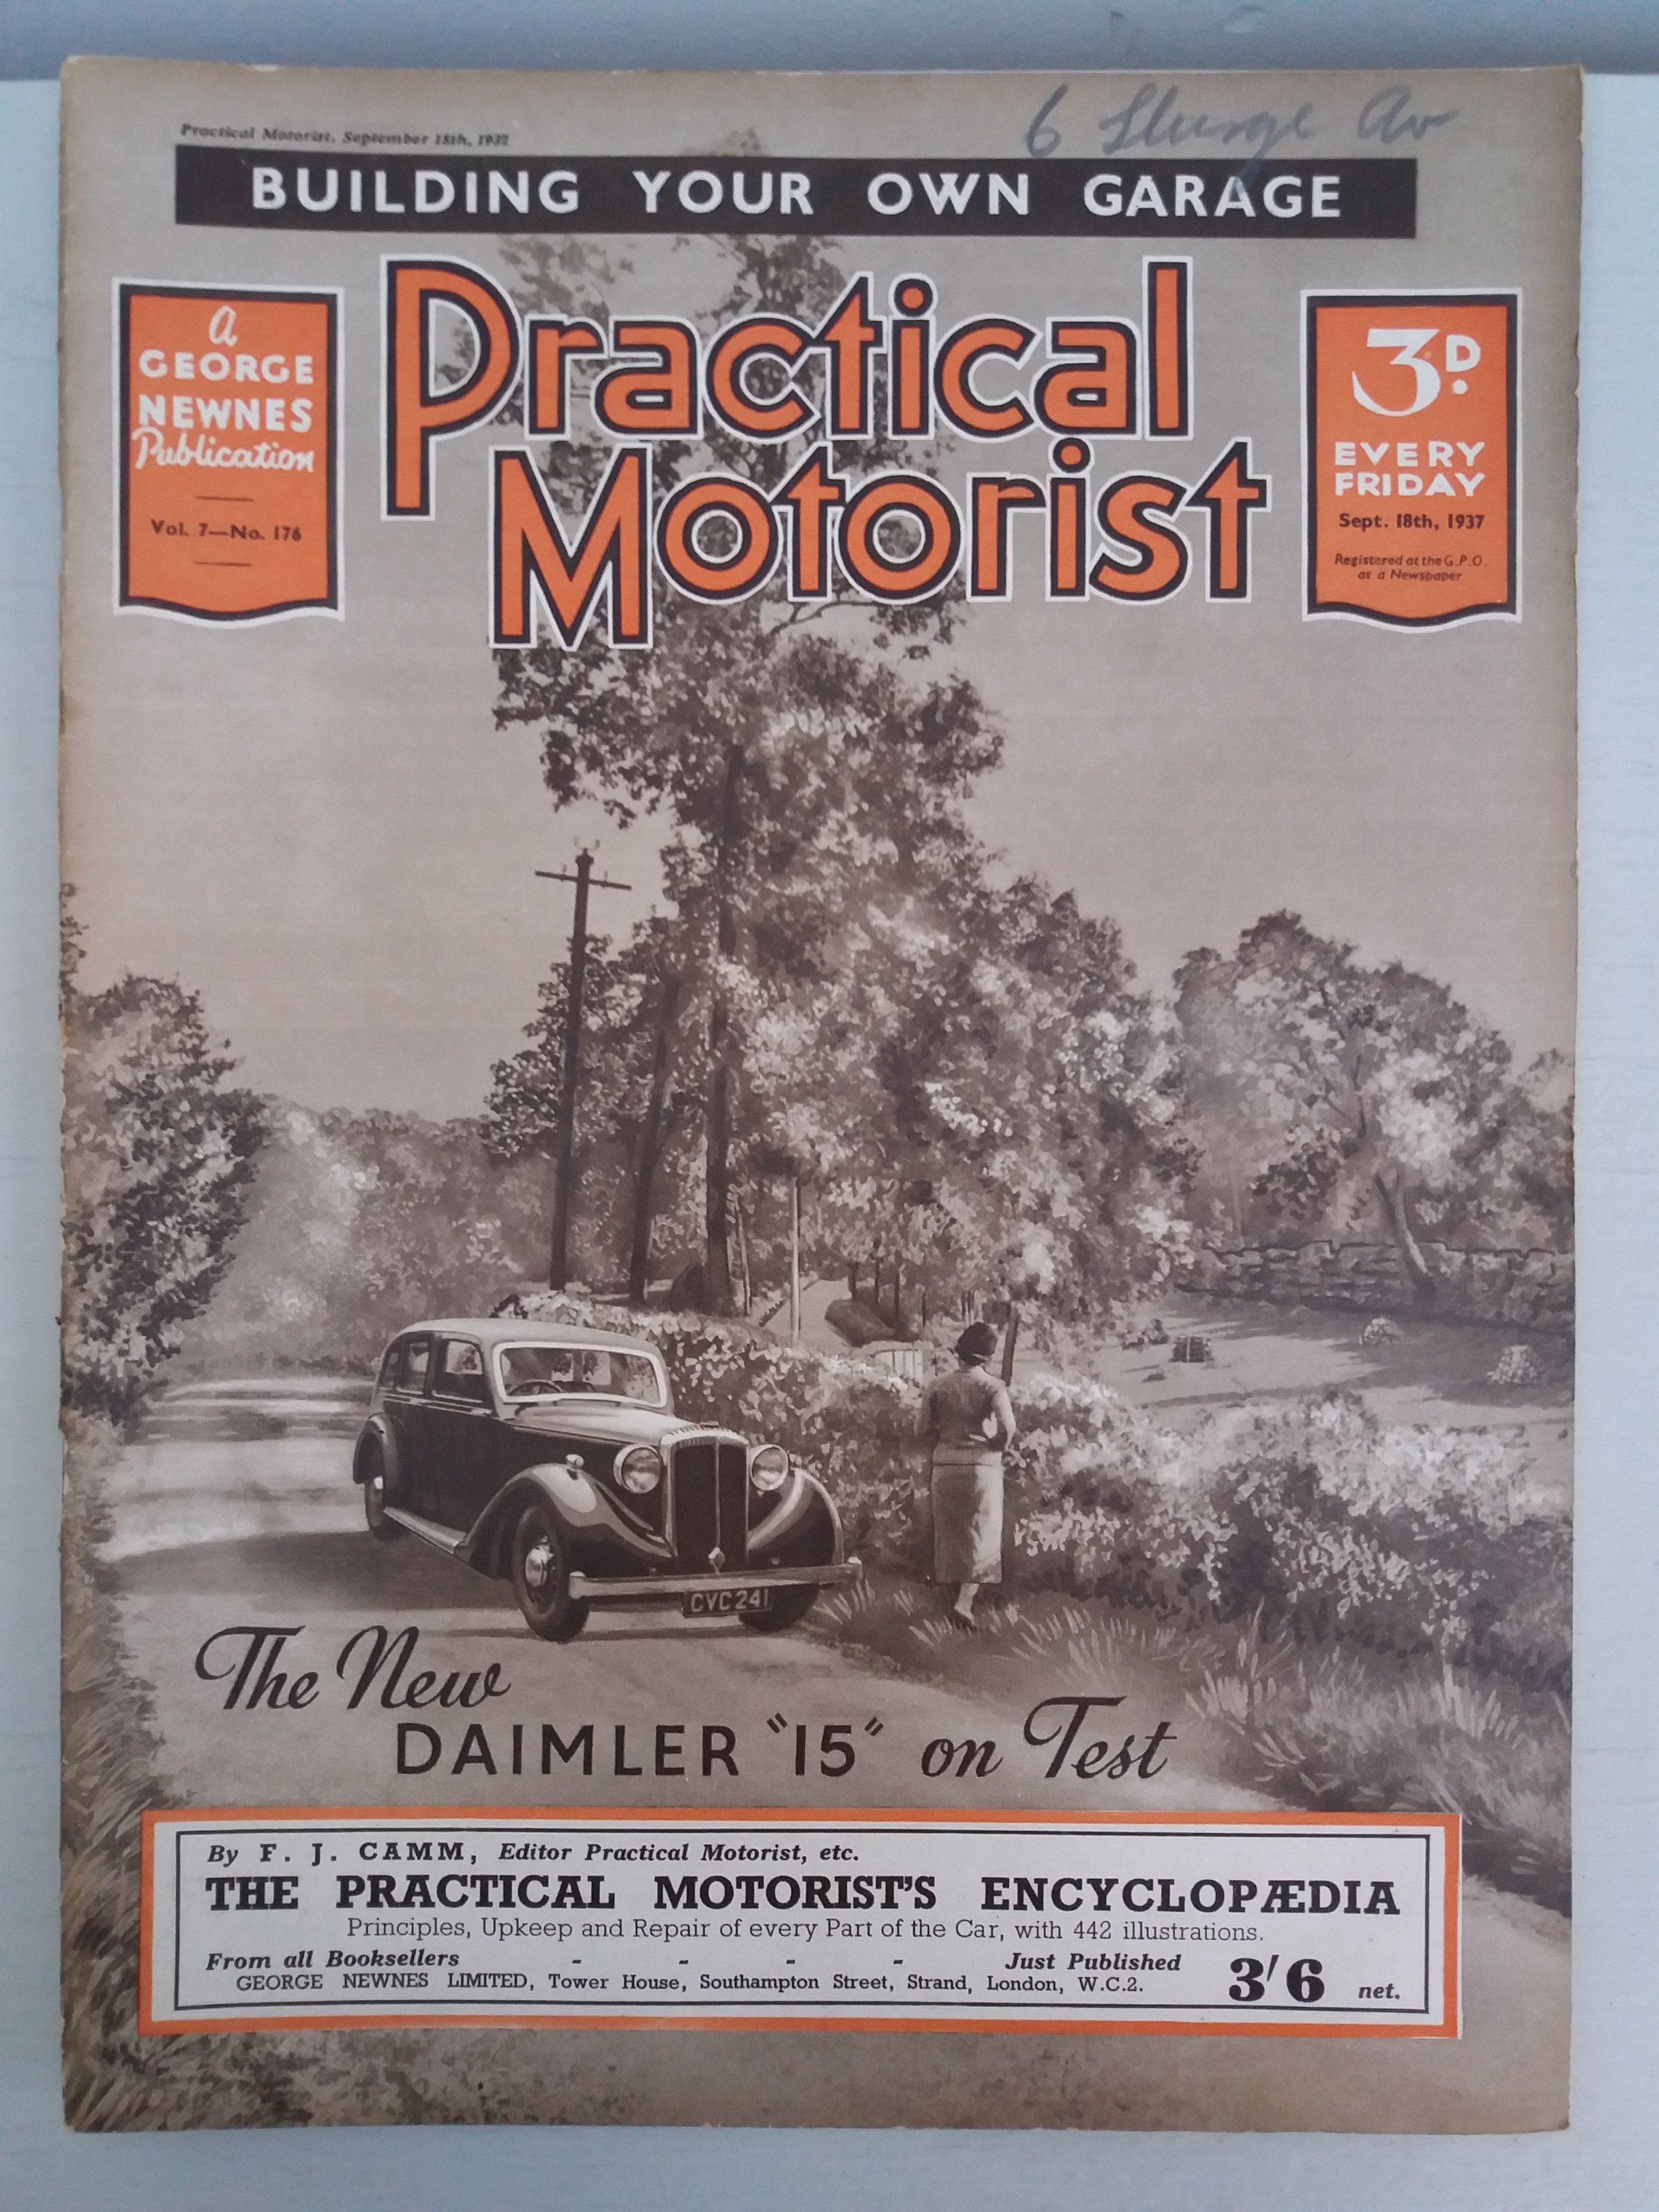 6 Av
Practical Motorist, September 18th, 1937
BUILDING YOUR OWN GARAGE
A
GEORGE
NEWNES
Publication
Vol. 7—No. 176
Practical
Motorist
3D.
EVERY
FRIDAY
Sept. 18th, 1937
Registered at the G.P.O.
as a Newspaper
CVC 241
The New
DAIMLER "15" on Test
By F. J. CAMM, Editor Practical Motorist, etc.
THE PRACTICAL MOTORIST'S ENCYCLOPÆDIA
Principles, Upkeep and Repair of every Part of the Car, with 442 illustrations.
From all Booksellers - - - - Just Published
GEORGE NEWNES LIMITED, Tower House, Southampton Street, Strand, London, W.C.2.
3/6 net.